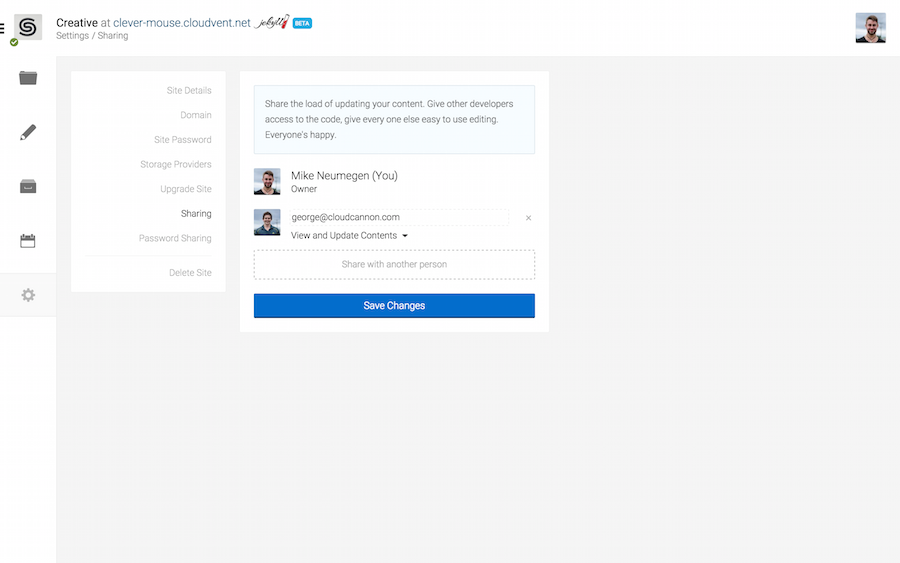 Creative at clever-mouse.cloudvent.net jekyll BETA
Settings / Sharing
Site Details
Domain
Site Password
Storage Providers
Upgrade Site
Sharing
Password Sharing
Delete Site
Share the load of updating your content. Give other developers
access to the code, give every one else easy to use editing.
Everyone's happy.
Mike Neumegen (You)
Owner
george@cloudcannon.com
View and Update Contents
Share with another person
Save Changes